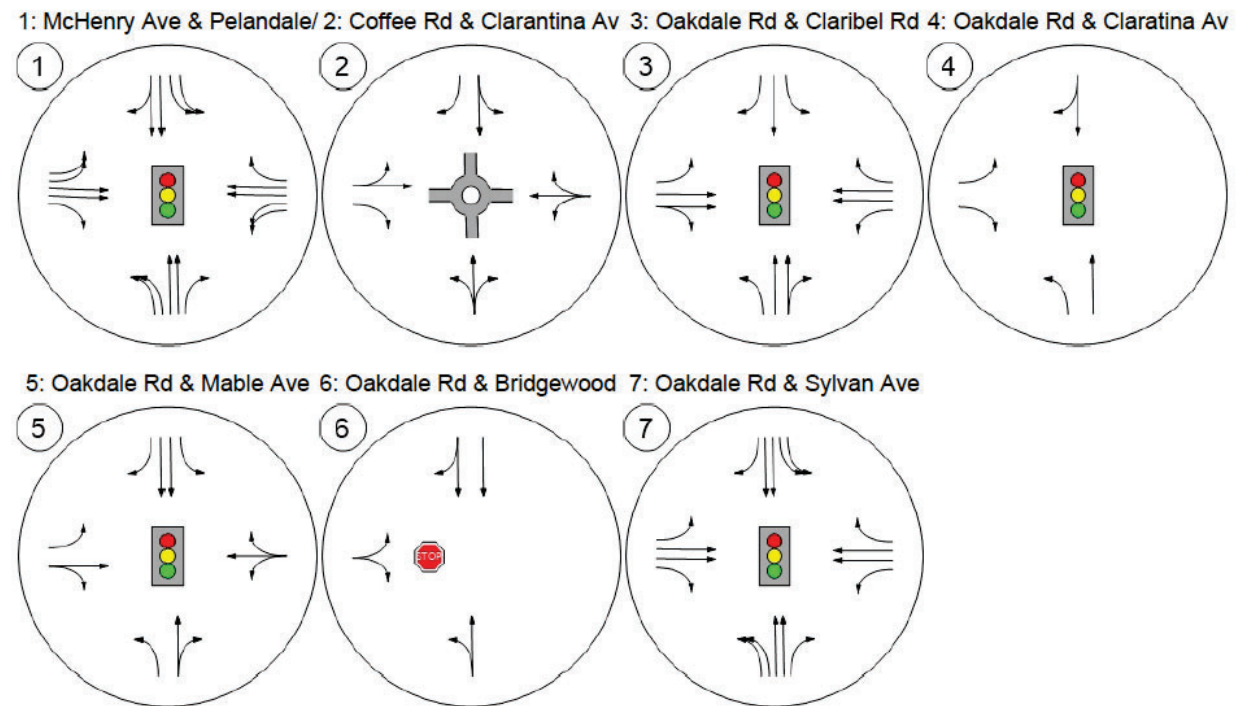 1: McHenry Ave & Pelandale/ 2: Coffee Rd & Clarantina Av 3: Oakdale Rd & Claribel Rd 4: Oakdale Rd & Claratina Av
1 2 3 4
5: Oakdale Rd & Mable Ave 6: Oakdale Rd & Bridgewood 7: Oakdale Rd & Sylvan Ave
5 6 7
STOP